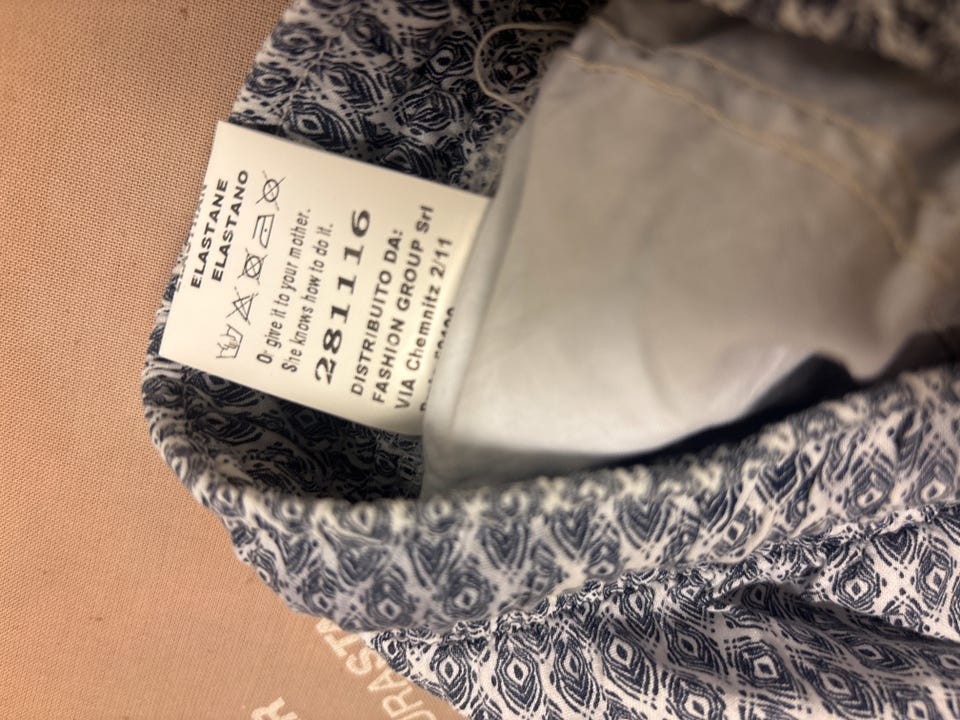 ELASTANE
ELASTANO
Or give it to your mother.
She knows how to do it.
281116
DISTRIBUITO DA:
FASHION GROUP Srl
VIA Chemnitz 2/11